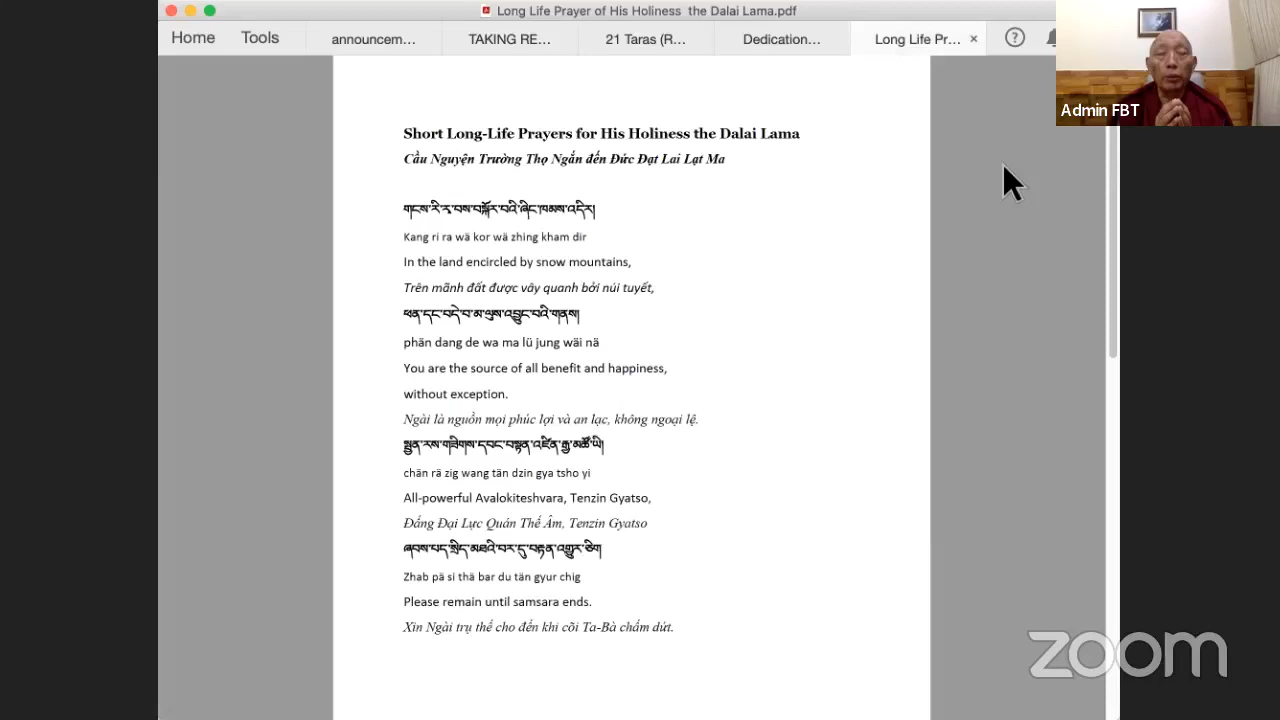 Long Life Prayer of His Holiness the Dalai Lama.pdf
Home Tools announcem... TAKING RE... 21 Taras (R... Dedication... Long Life Pr... ×
Admin FBT
Short Long-Life Prayers for His Holiness the Dalai Lama
Cầu Nguyện Trường Thọ Ngắn đến Đức Đạt Lai Lạt Ma
གངས་རི་ར་བས་བསྐོར་བའི་ཞིང་ཁམས་འདིར།
Kang ri ra wä kor wä zhing kham dir
In the land encircled by snow mountains,
Trên mãnh đất được vây quanh bởi núi tuyết,
ཕན་དང་བདེ་བ་མ་ལུས་འབྱུང་བའི་གནས།
phän dang de wa ma lü jung wäi nä
You are the source of all benefit and happiness,
without exception.
Ngài là nguồn mọi phúc lợi và an lạc, không ngoại lệ.
སྤྱན་རས་གཟིགས་དབང་བསྟན་འཛིན་རྒྱ་མཚོ་ཡི།
chän rä zig wang tän dzin gya tsho yi
All-powerful Avalokiteshvara, Tenzin Gyatso,
Đấng Đại Lực Quán Thế Âm, Tenzin Gyatso
ཞབས་པད་སྲིད་མཐའི་བར་དུ་བརྟན་འགྱུར་ཅིག
Zhab pä si thä bar du tän gyur chig
Please remain until samsara ends.
Xin Ngài trụ thế cho đến khi cõi Ta-Bà chấm dứt.
zoom